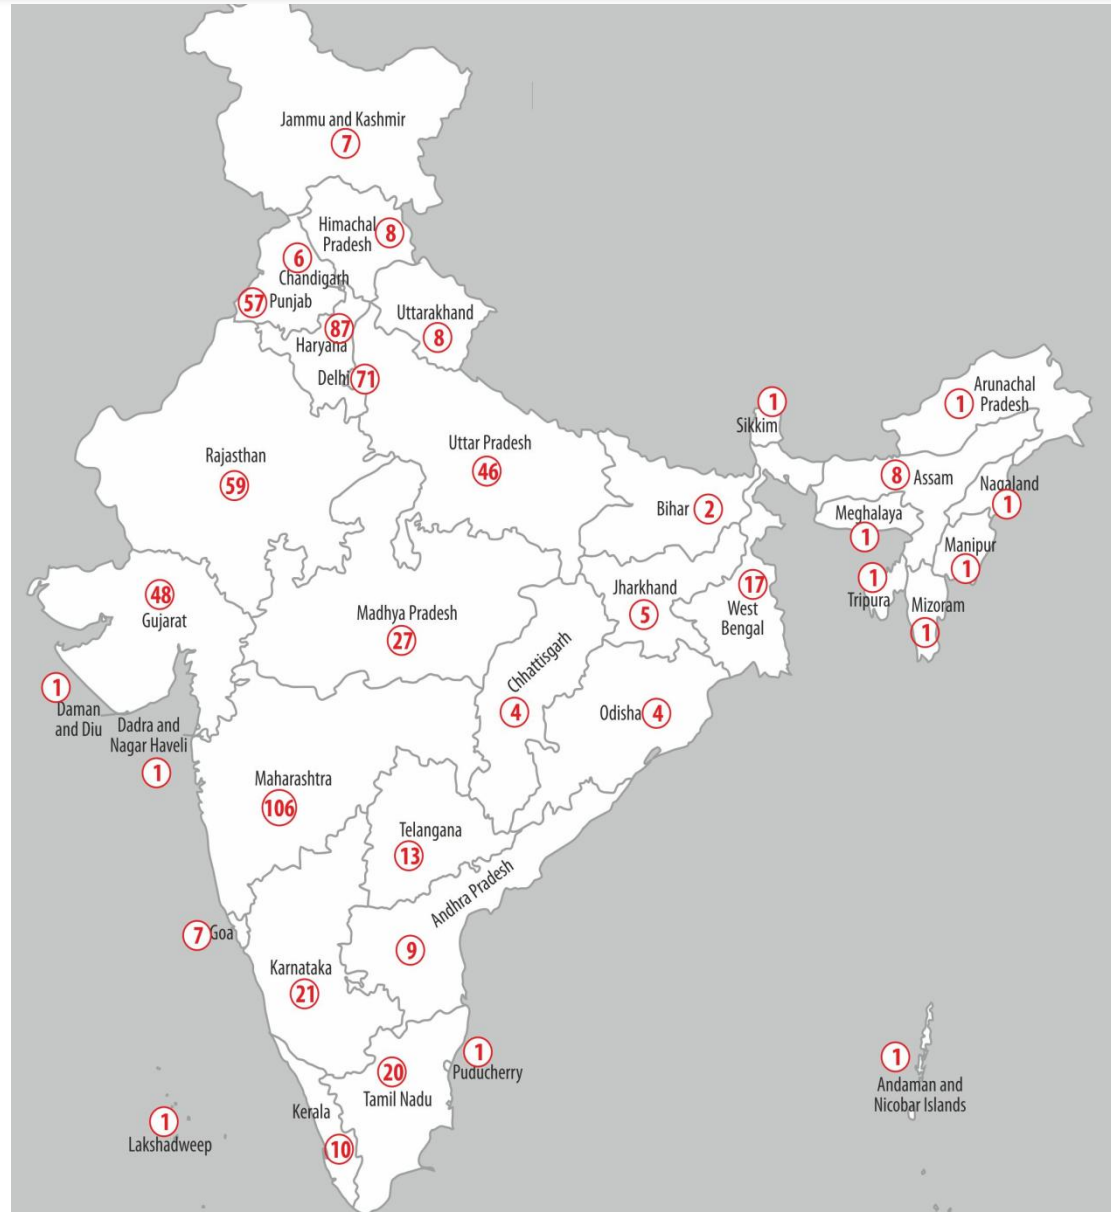 Jammu and Kashmir
7
Himachal
Pradesh
8
6
Chandigarh
57 Punjab
Uttarakhand
8
87
Haryana
Delhi 71
Rajasthan
59
Uttar Pradesh
46
Bihar 2
1
Sikkim
Arunachal
Pradesh
1
8 Assam
Nagaland
1
Meghalaya
1
Manipur
1
1
Tripura
Mizoram
1
48
Gujarat
Madhya Pradesh
27
Jharkhand
5
17
West
Bengal
Chhattisgarh
4
Odisha 4
1
Daman
and Diu
Dadra and
Nagar Haveli
1
Maharashtra
106
Telangana
13
Andhra Pradesh
9
7 Goa
Karnataka
21
1
Puducherry
20
Tamil Nadu
Kerala
10
1
Lakshadweep
1
Andaman and
Nicobar Islands